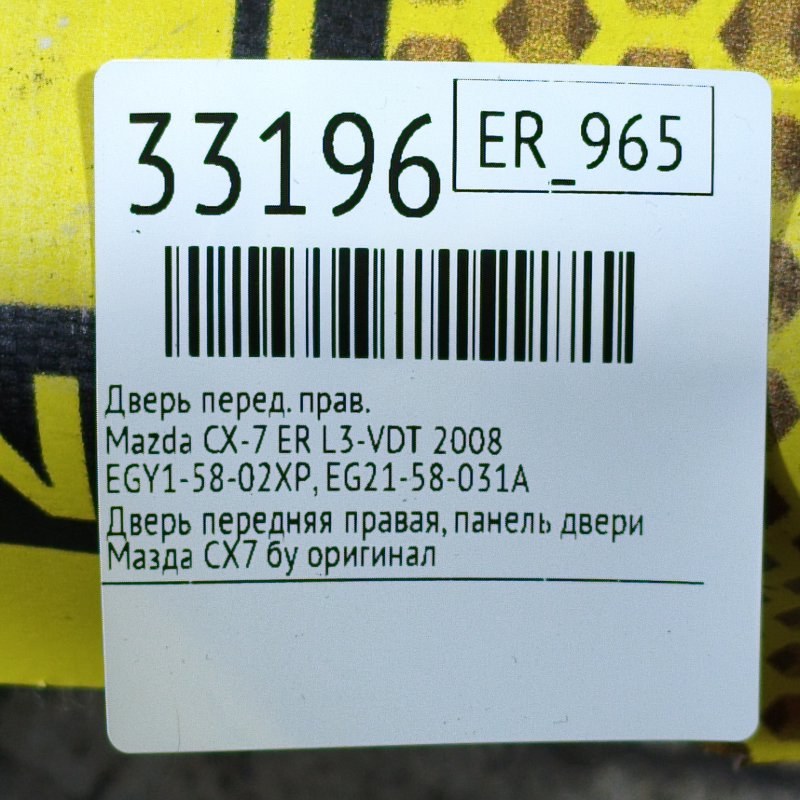 33196
ER_965
Дверь перед. прав.
Mazda CX-7 ER L3-VDT 2008
EGY1-58-02XP, EG21-58-031A
Дверь передняя правая, панель двери
Мазда CX7 бу оригинал